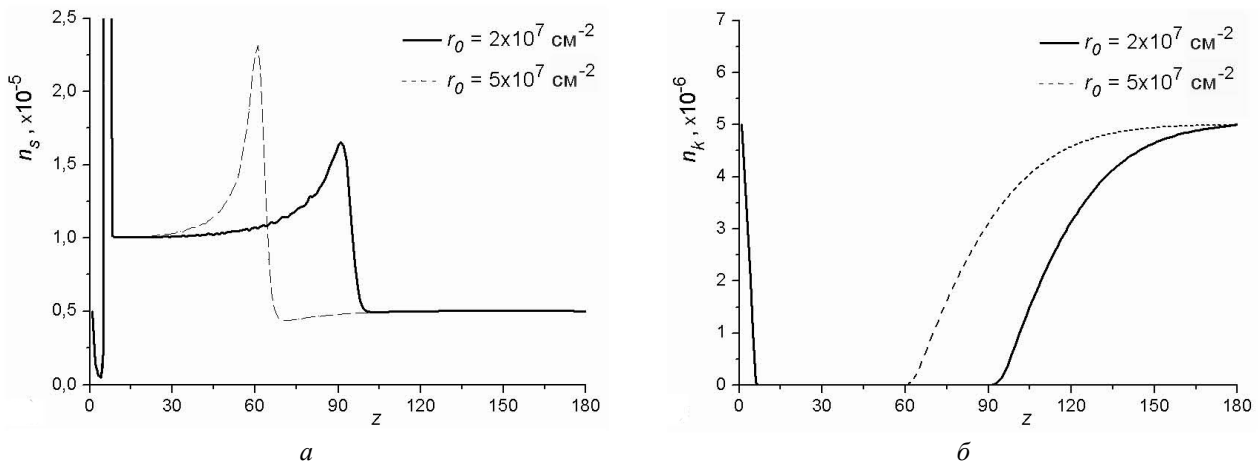 2,5
2,0
1,5
1,0
0,5
0,0
n_s, x10^-5
r_0 = 2x10^7 см^-2
r_0 = 5x10^7 см^-2
0 30 60 90 120 150 180
z
а
7
6
5
4
3
2
1
0
n_k, x10^-6
r_0 = 2x10^7 см^-2
r_0 = 5x10^7 см^-2
0 30 60 90 120 150 180
z
б